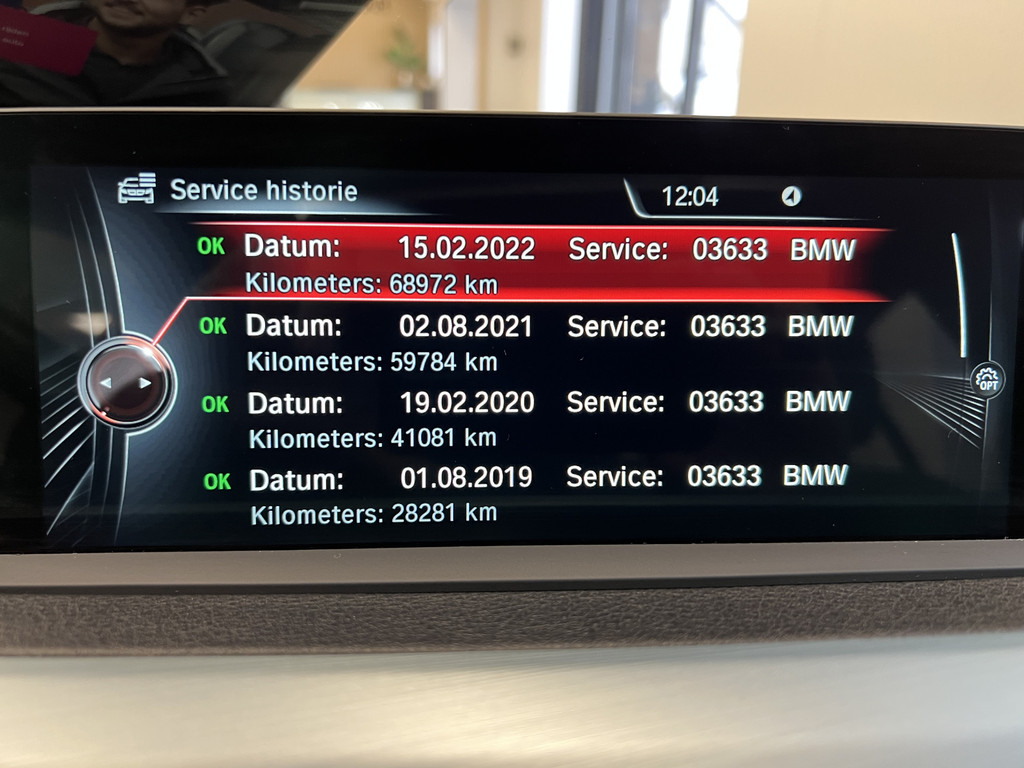 Service historie 12:04
OK Datum: 15.02.2022 Service: 03633 BMW
Kilometers: 68972 km
OK Datum: 02.08.2021 Service: 03633 BMW
Kilometers: 59784 km
OK Datum: 19.02.2020 Service: 03633 BMW
Kilometers: 41081 km
OK Datum: 01.08.2019 Service: 03633 BMW
Kilometers: 28281 km
OPT